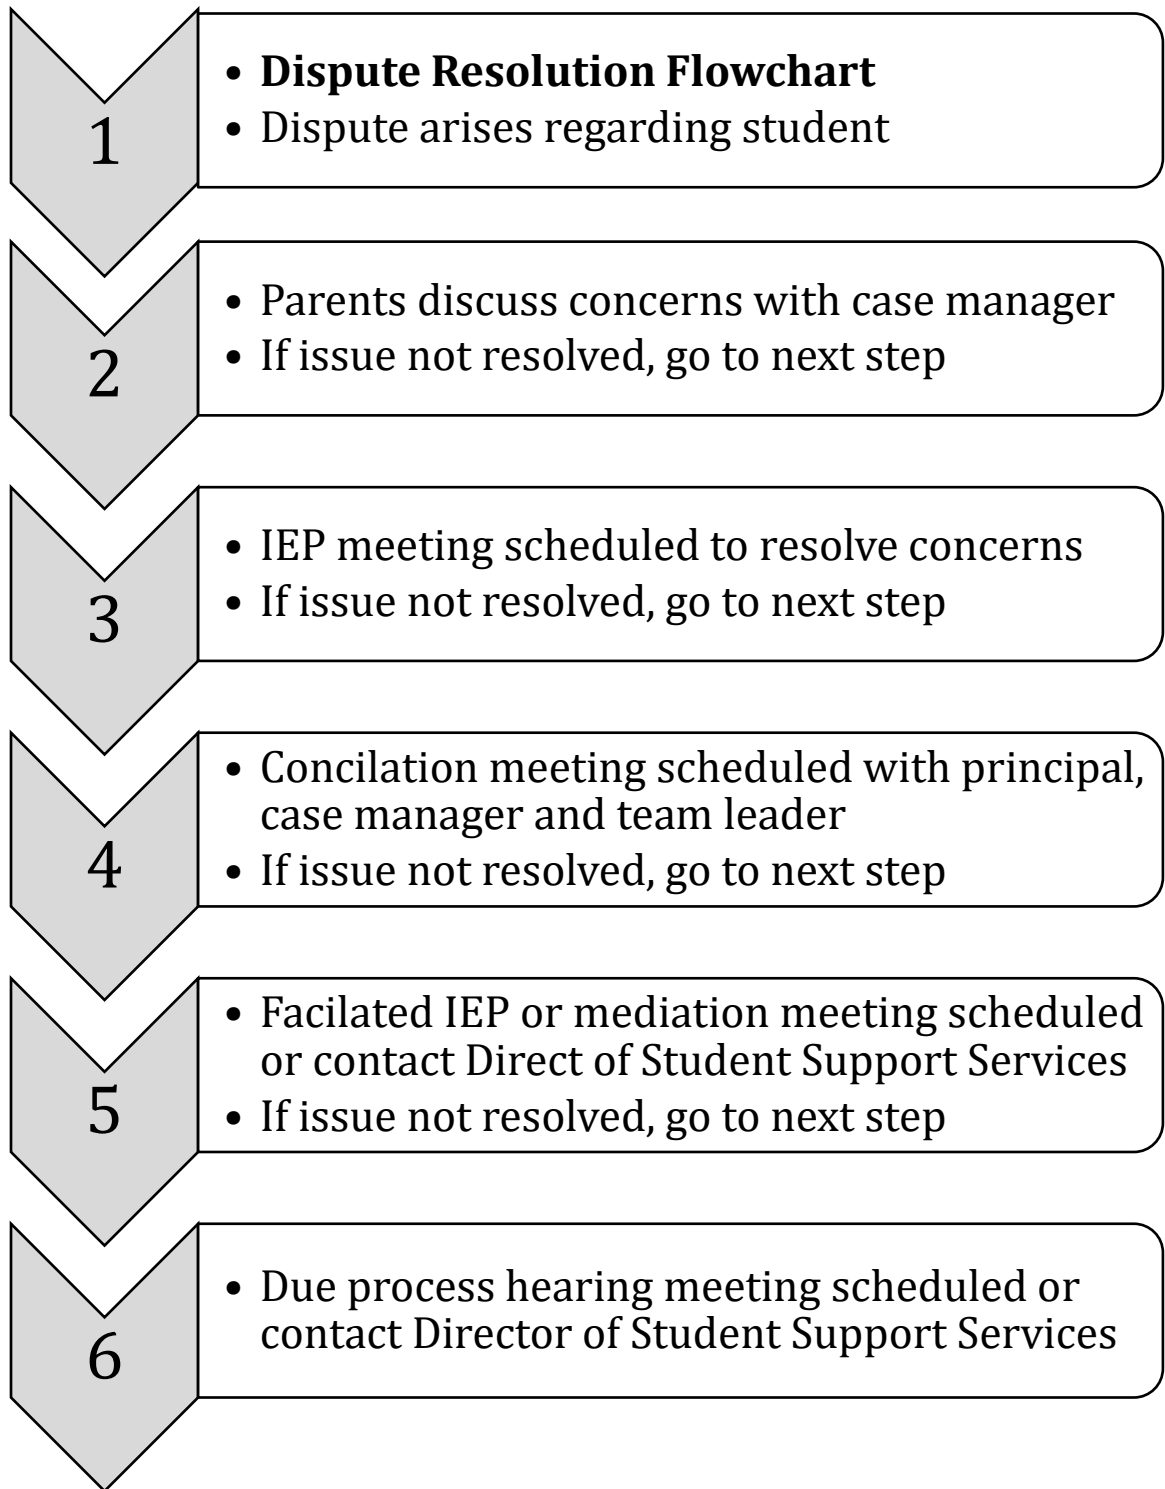 1
• Dispute Resolution Flowchart
• Dispute arises regarding student
2
• Parents discuss concerns with case manager
• If issue not resolved, go to next step
3
• IEP meeting scheduled to resolve concerns
• If issue not resolved, go to next step
4
• Concilation meeting scheduled with principal,
case manager and team leader
• If issue not resolved, go to next step
5
• Facilated IEP or mediation meeting scheduled
or contact Direct of Student Support Services
• If issue not resolved, go to next step
6
• Due process hearing meeting scheduled or
contact Director of Student Support Services